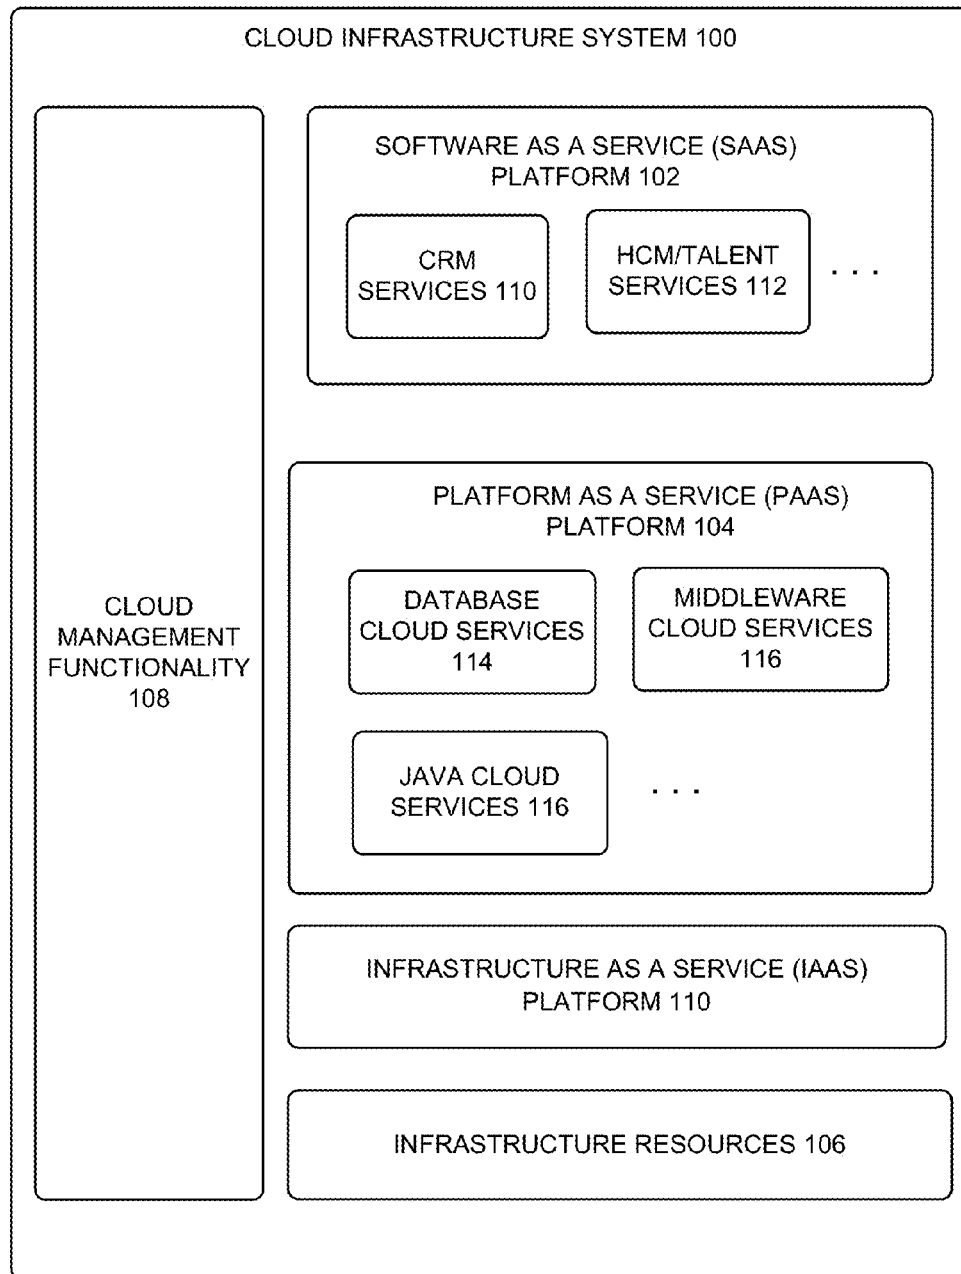 CLOUD INFRASTRUCTURE SYSTEM 100
SOFTWARE AS A SERVICE (SAAS)
PLATFORM 102
CRM
SERVICES 110
HCM/TALENT
SERVICES 112
. . .
PLATFORM AS A SERVICE (PAAS)
PLATFORM 104
DATABASE
CLOUD SERVICES
114
MIDDLEWARE
CLOUD SERVICES
116
JAVA CLOUD
SERVICES 116
. . .
CLOUD
MANAGEMENT
FUNCTIONALITY
108
INFRASTRUCTURE AS A SERVICE (IAAS)
PLATFORM 110
INFRASTRUCTURE RESOURCES 106